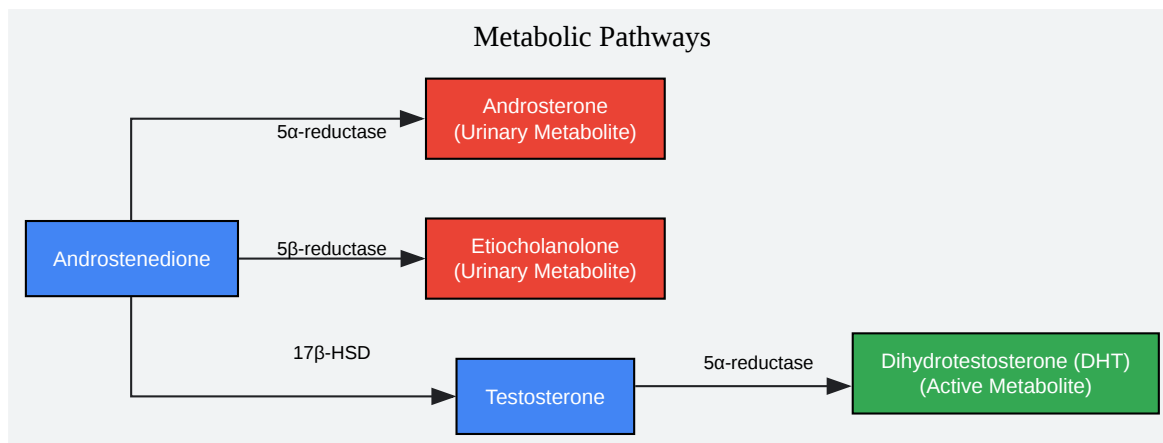 Metabolic Pathways
Androsterone
(Urinary Metabolite)
5α-reductase
Androstenedione
5β-reductase
Etiocholanolone
(Urinary Metabolite)
17β-HSD
Testosterone
5α-reductase
Dihydrotestosterone (DHT)
(Active Metabolite)